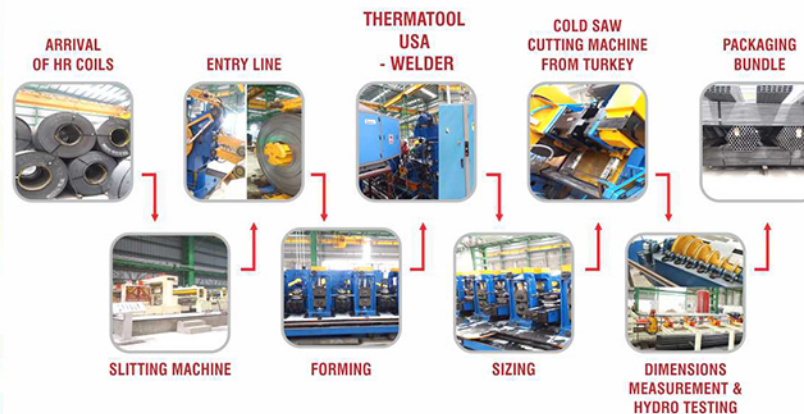 ARRIVAL
OF HR COILS
SLITTING MACHINE
ENTRY LINE
FORMING
THERMATOOL
USA
- WELDER
SIZING
COLD SAW
CUTTING MACHINE
FROM TURKEY
DIMENSIONS
MEASUREMENT &
HYDRO TESTING
PACKAGING
BUNDLE